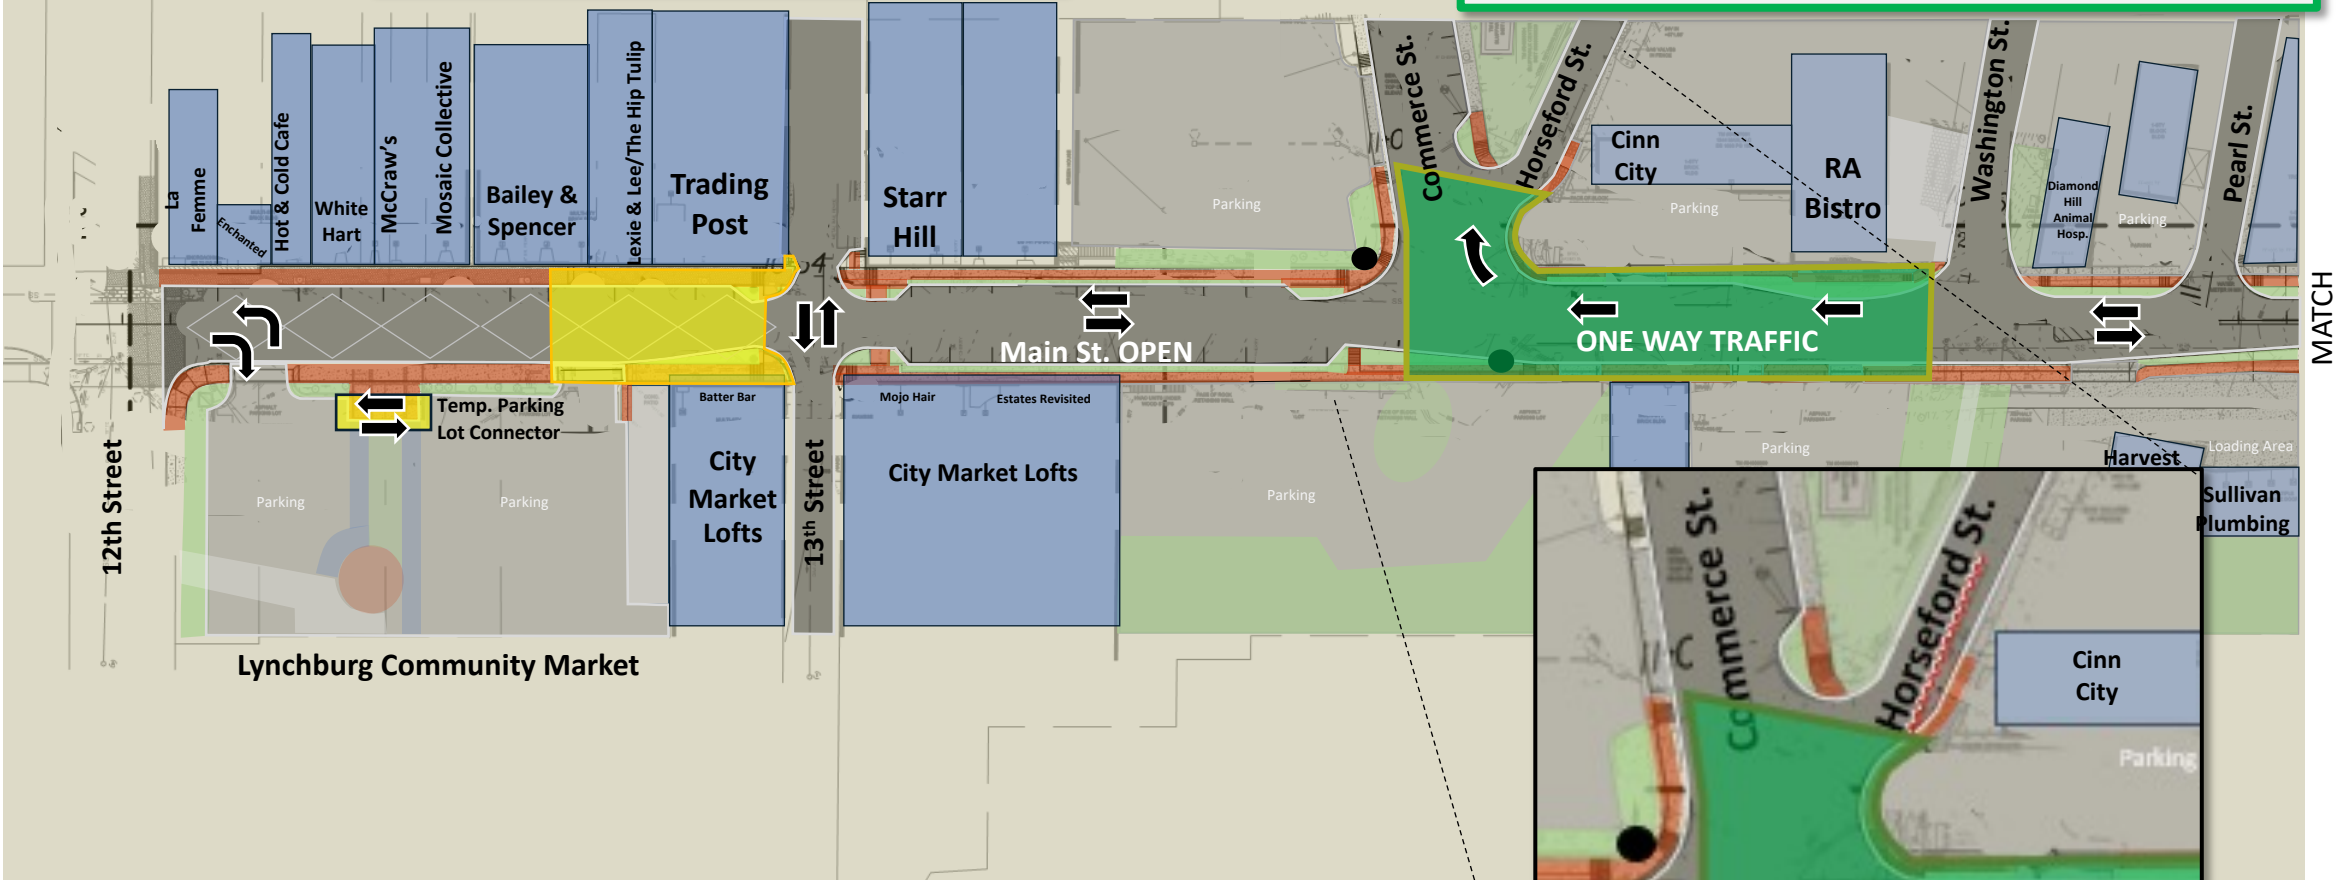 La
Femme
Enchanted
Hot & Cold Cafe
White
Hart
McCraw's
Mosaic Collective
Bailey &
Spencer
Lexie & Lee/The Hip Tulip
Trading
Post
Starr
Hill
Parking
Commerce St.
Horseford St.
Cinn
City
Parking
RA
Bistro
Washington St.
Diamond
Hill
Animal
Hosp.
Parking
Pearl St.
MATCH
Main St. OPEN
ONE WAY TRAFFIC
Temp. Parking
Lot Connector
12th Street
Parking
Parking
Batter Bar
City
Market
Lofts
13th Street
Mojo Hair
Estates Revisited
City Market Lofts
Parking
Parking
Harvest
Loading Area
Sullivan
Plumbing
Lynchburg Community Market
Commerce St.
Horseford St.
Cinn
City
Parking